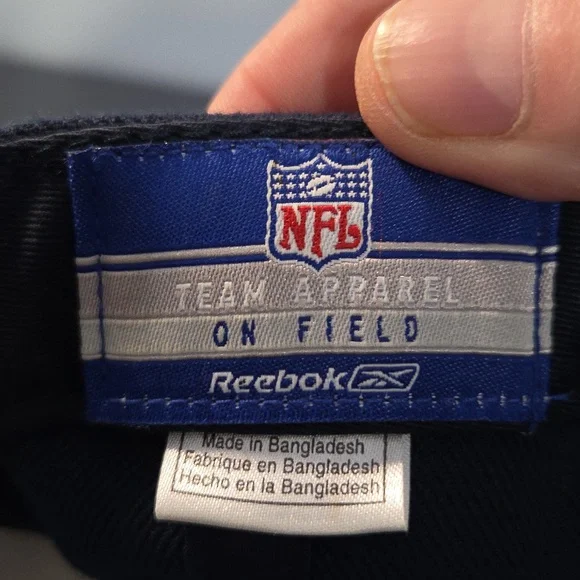 NFL
TEAM APPAREL
ON FIELD
Reebok
Made in Bangladesh
Fabrique en Bangladesh
Hecho en la Bangladesh